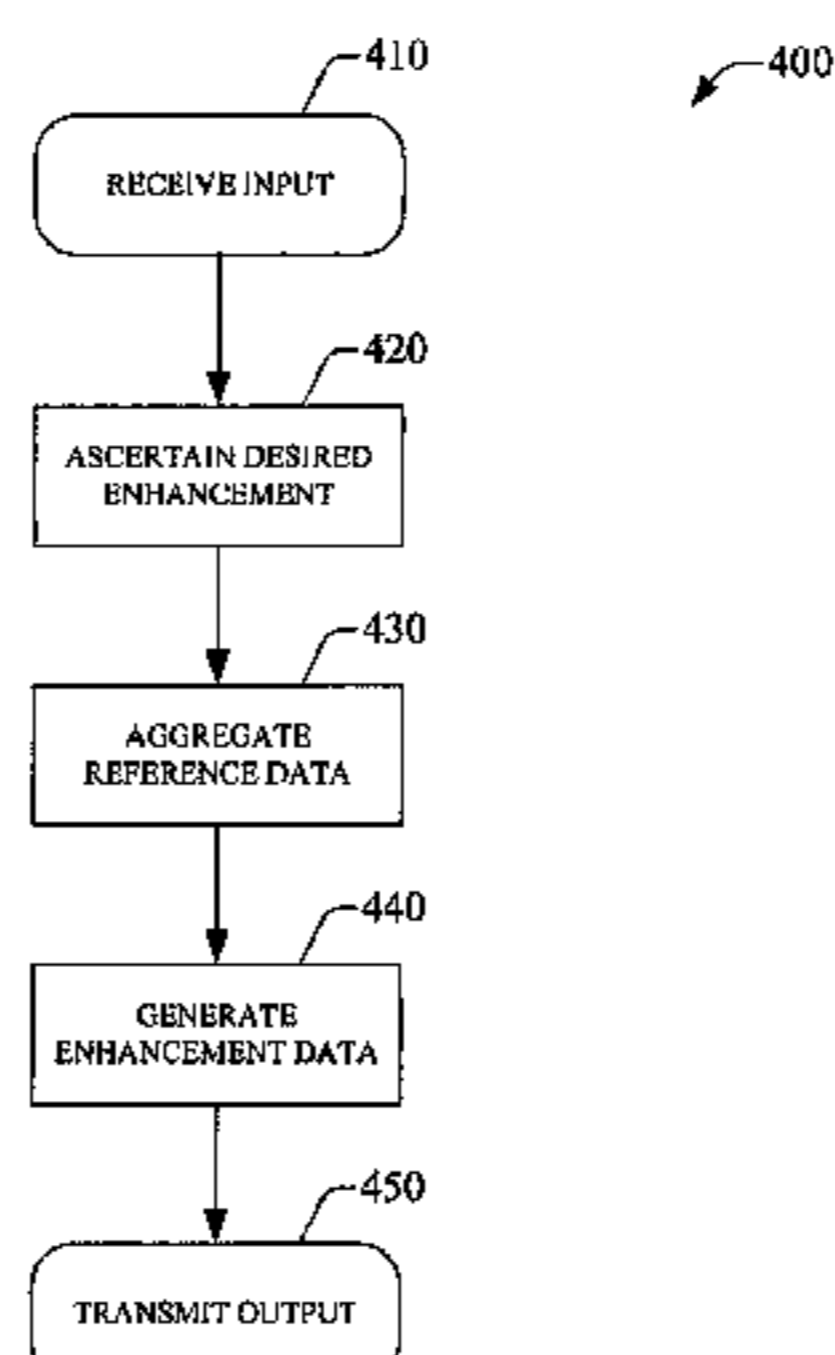 410
400
RECEIVE INPUT
420
ASCERTAIN DESIRED
ENHANCEMENT
430
AGGREGATE
REFERENCE DATA
440
GENERATE
ENHANCEMENT DATA
450
TRANSMIT OUTPUT